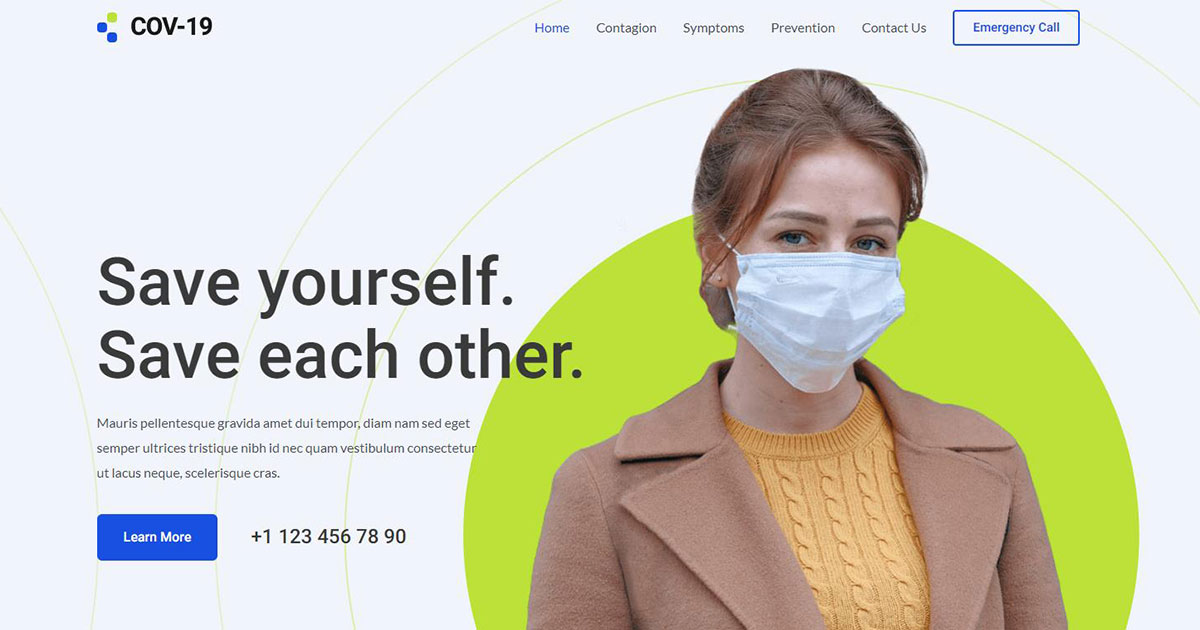 COV-19
Home
Contagion
Symptoms
Prevention
Contact Us
Emergency Call
Save yourself.
Save each other.
Mauris pellentesque gravida amet dui tempor, diam nam sed eget
semper ultrices tristique nibh id nec quam vestibulum consectetur
ut lacus neque, scelerisque cras.
Learn More
+1 123 456 78 90